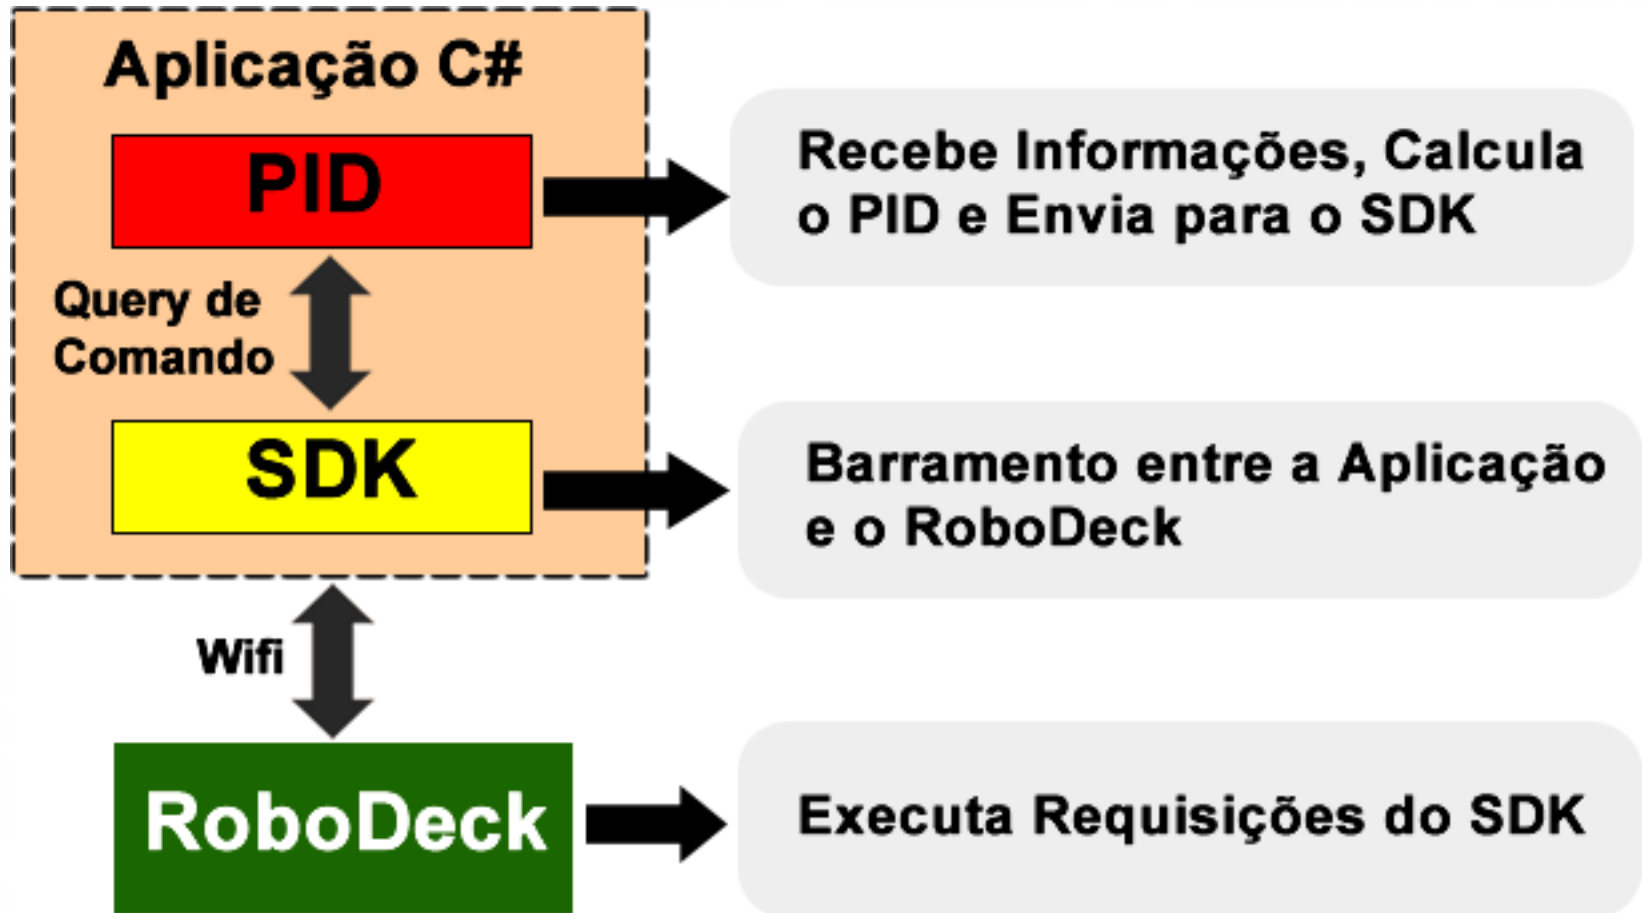 Aplicação C#
PID
Recebe Informações, Calcula
o PID e Envia para o SDK
Query de
Comando
SDK
Barramento entre a Aplicação
e o RoboDeck
Wifi
RoboDeck
Executa Requisições do SDK